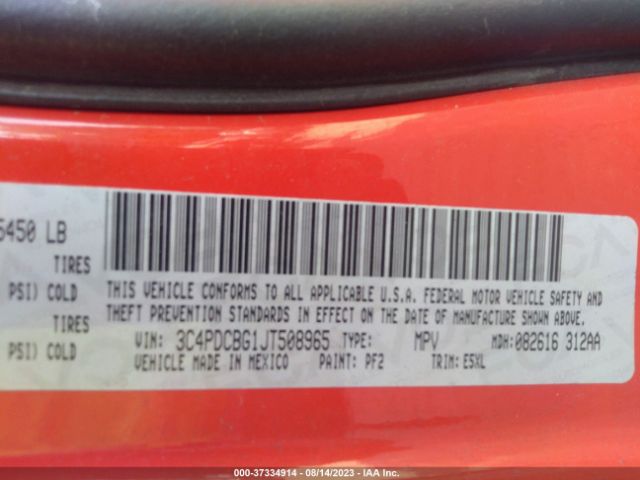 5450 LB
TIRES
PSI) COLD
TIRES
PSI) COLD
THIS VEHICLE CONFORMS TO ALL APPLICABLE U.S.A. FEDERAL MOTOR VEHICLE SAFETY AND
THEFT PREVENTION STANDARDS IN EFFECT ON THE DATE OF MANUFACTURE SHOWN ABOVE.
VIN: 3C4PDCBG1JT508965 TYPE: MPV MDH: 082616 312AA
VEHICLE MADE IN MEXICO PAINT: PF2 TRIM: E5XL
000-37334914 - 08/14/2023 - IAA Inc.